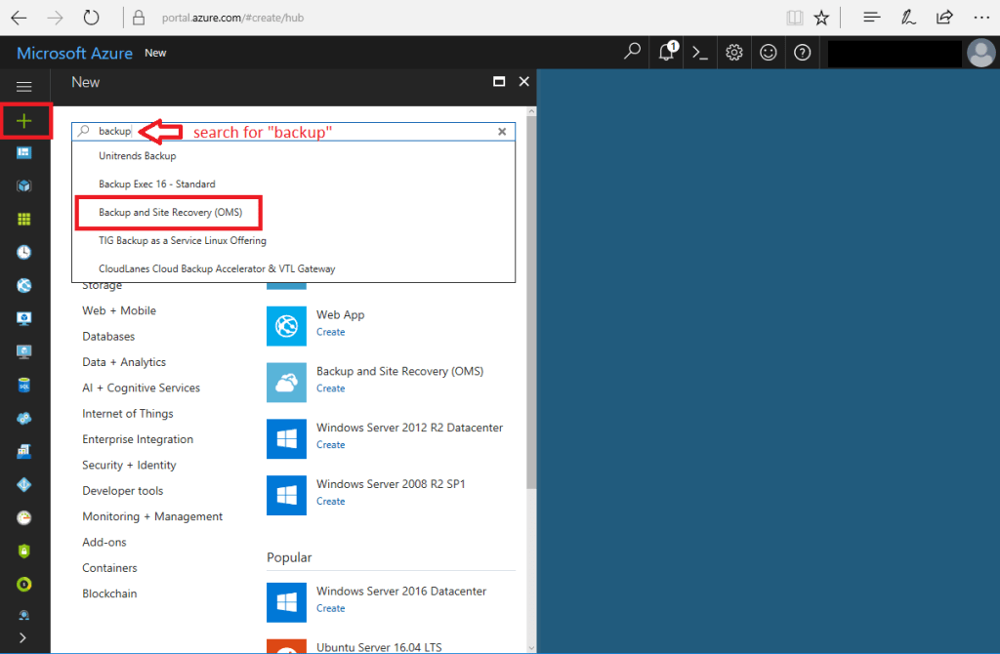 portal.azure.com/#create/hub
Microsoft Azure New
1
New
backup
search for "backup"
Unitrends Backup
Backup Exec 16 - Standard
Backup and Site Recovery (OMS)
TIG Backup as a Service Linux Offering
CloudLanes Cloud Backup Accelerator & VTL Gateway
Storage
Web + Mobile
Databases
Data + Analytics
AI + Cognitive Services
Internet of Things
Enterprise Integration
Security + Identity
Developer tools
Monitoring + Management
Add-ons
Containers
Blockchain
Web App
Create
Backup and Site Recovery (OMS)
Create
Windows Server 2012 R2 Datacenter
Create
Windows Server 2008 R2 SP1
Create
Popular
Windows Server 2016 Datacenter
Create
Ubuntu Server 16.04 LTS
SQL